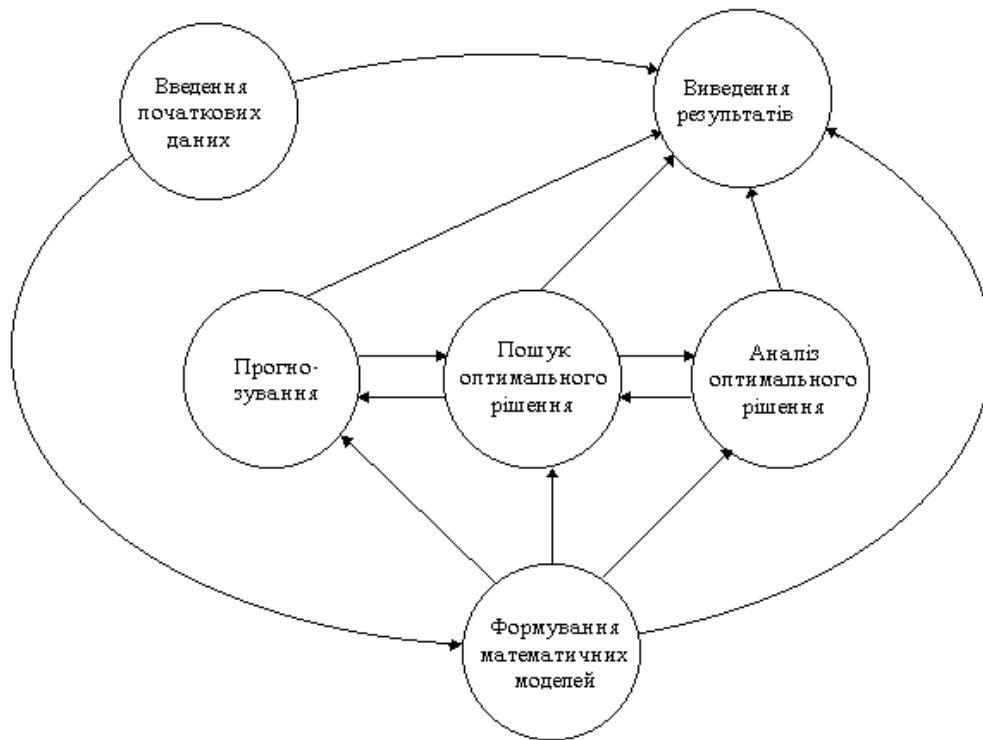 Введення
початкових
даних
Виведення
результатів
Прогно-
зування
Пошук
оптимального
рішення
Аналіз
оптимального
рішення
Формування
математичних
моделей